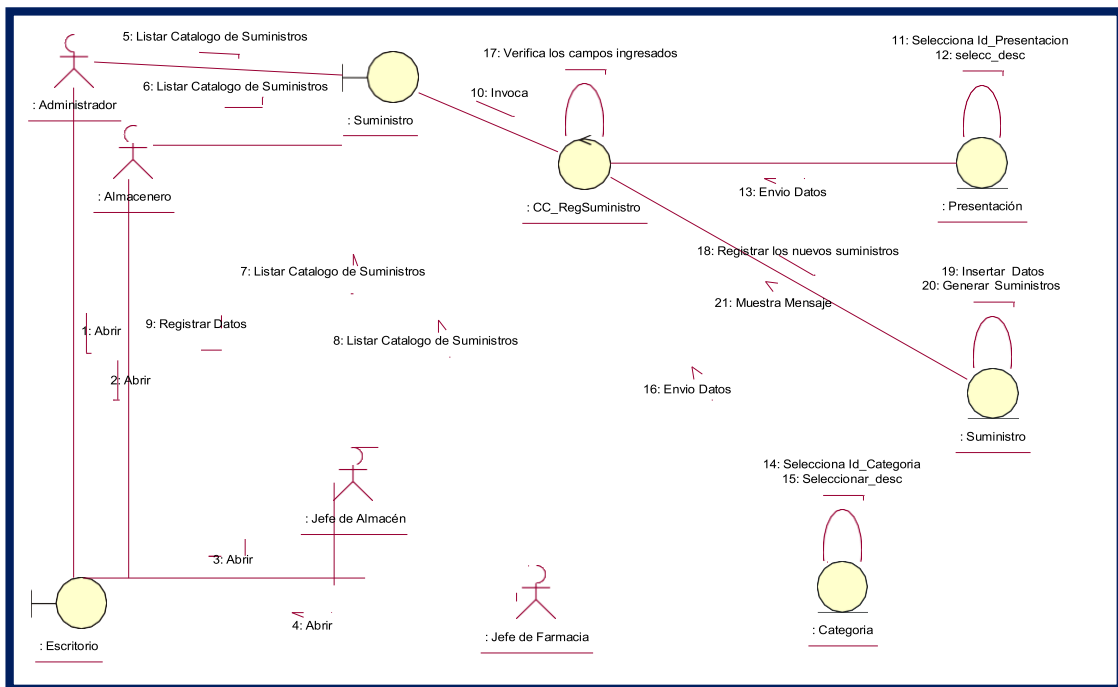 5: Listar Catalogo de Suministros
6: Listar Catalogo de Suministros
: Administrador
: Suministro
17: Verifica los campos ingresados
11: Selecciona Id_Presentacion
12: selecc_desc
10: Invoca
: Almacenero
: CC_RegSuministro
13: Envio Datos
: Presentación
7: Listar Catalogo de Suministros
18: Registrar los nuevos suministros
19: Insertar Datos
20: Generar Suministros
21: Muestra Mensaje
1: Abrir
9: Registrar Datos
8: Listar Catalogo de Suministros
2: Abrir
16: Envio Datos
: Suministro
14: Selecciona Id_Categoria
15: Seleccionar_desc
: Jefe de Almacén
3: Abrir
4: Abrir
: Jefe de Farmacia
: Categoria
: Escritorio